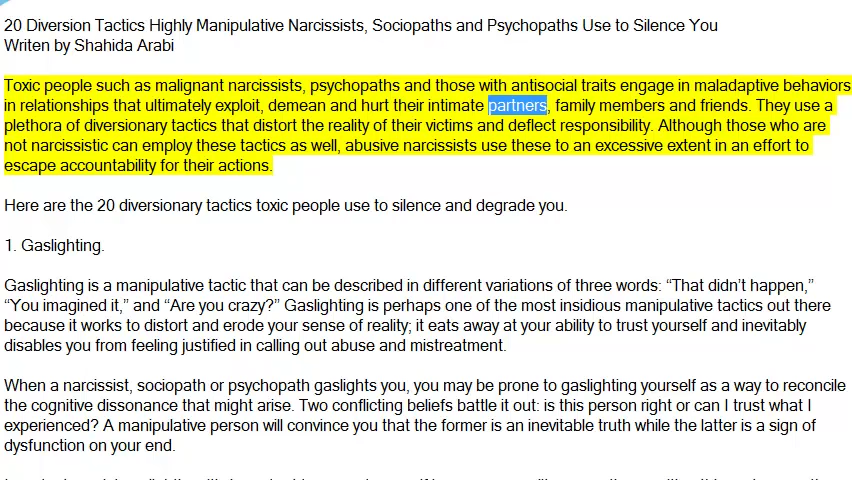 20 Diversion Tactics Highly Manipulative Narcissists, Sociopaths and Psychopaths Use to Silence You
Writen by Shahida Arabi
Toxic people such as malignant narcissists, psychopaths and those with antisocial traits engage in maladaptive behaviors
in relationships that ultimately exploit, demean and hurt their intimate partners, family members and friends. They use a
plethora of diversionary tactics that distort the reality of their victims and deflect responsibility. Although those who are
not narcissistic can employ these tactics as well, abusive narcissists use these to an excessive extent in an effort to
escape accountability for their actions.
Here are the 20 diversionary tactics toxic people use to silence and degrade you.
1. Gaslighting.
Gaslighting is a manipulative tactic that can be described in different variations of three words: “That didn’t happen,”
“You imagined it,” and “Are you crazy?” Gaslighting is perhaps one of the most insidious manipulative tactics out there
because it works to distort and erode your sense of reality; it eats away at your ability to trust yourself and inevitably
disables you from feeling justified in calling out abuse and mistreatment.
When a narcissist, sociopath or psychopath gaslights you, you may be prone to gaslighting yourself as a way to reconcile
the cognitive dissonance that might arise. Two conflicting beliefs battle it out: is this person right or can I trust what I
experienced? A manipulative person will convince you that the former is an inevitable truth while the latter is a sign of
dysfunction on your end.